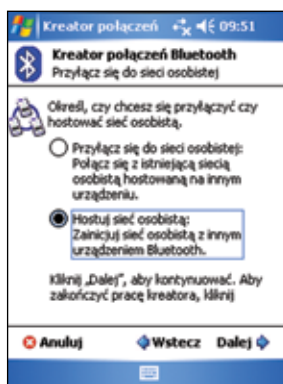 Kreator połączeń 09:51
Kreator połączeń Bluetooth
Przyłącz się do sieci osobistej
Określ, czy chcesz się przyłączyć czy
hostować sieć osobistą.
Przyłącz się do sieci osobistej:
Połącz się z istniejącą siecią
osobistą hostowaną na innym
urządzeniu.
Hostuj sieć osobistą:
Zainicjuj sieć osobistą z innym
urządzeniem Bluetooth.
Kliknij „Dalej”, aby kontynuować. Aby
zakończyć pracę kreatora, kliknij
Anuluj Wstecz Dalej